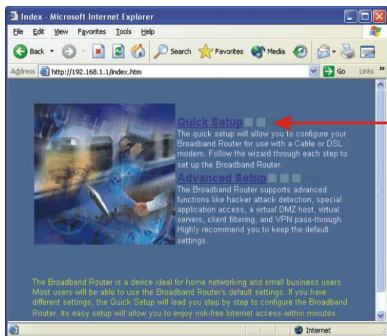 Index - Microsoft Internet Explorer
File Edit View Favorites Tools Help
Back Search Favorites Media
Address http://192.168.1.1/index.htm Go Links »
Quick Setup
The quick setup will allow you to configure your
Broadband Router for use with a Cable or DSL
modem. Follow the wizard through each step to
set up the Broadband Router.
Advanced Setup
The Broadband Router supports advanced
functions like hacker attack detection, special
application access, a virtual DMZ host, virtual
servers, client filtering, and VPN pass-through.
Highly recommend you to keep the default
settings.
The Broadband Router is a device ideal for home networking and small business users.
Most users will be able to use the Broadband Router's default settings. If you have
different settings, the Quick Setup will lead you step by step to configure the Broadband
Router. Its easy setup will allow you to enjoy risk-free Internet access within minutes.
Internet